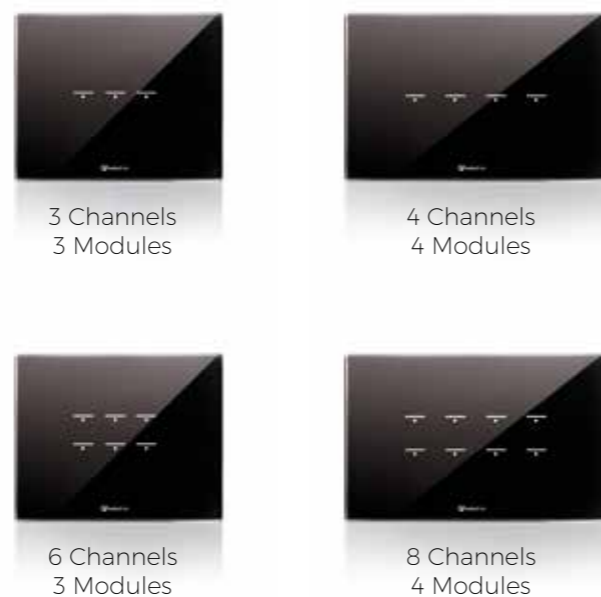 3 Channels
3 Modules
4 Channels
4 Modules
6 Channels
3 Modules
8 Channels
4 Modules